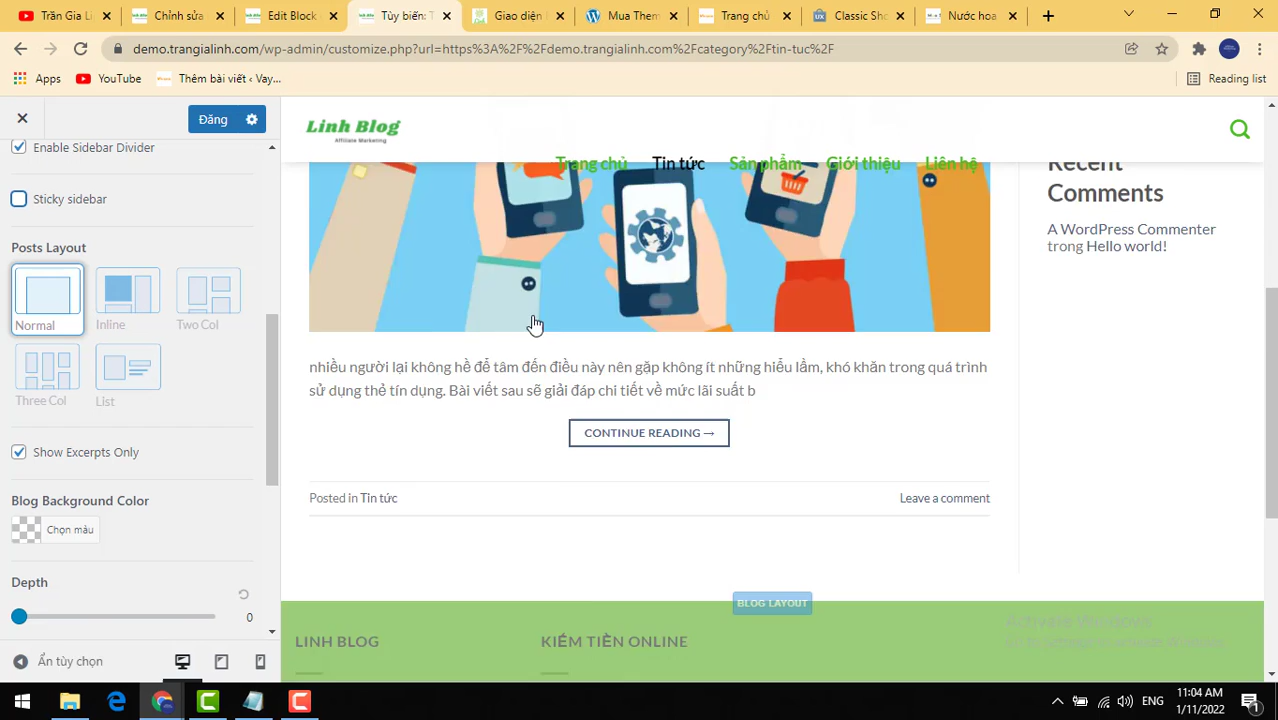 Trần Gia Li
Chỉnh sửa
Edit Block
Tùy biến: T
Giao diện
Mua Them
Trang chủ
Classic Sho
Nước hoa
demo.trangialinh.com/wp-admin/customize.php?url=https%3A%2F%2Fdemo.trangialinh.com%2Fcategory%2Ftin-tuc%2F
Apps
YouTube
Thêm bài viết ‹ Vay...
Reading list
Đăng
Enable Sidebar Divider
Sticky sidebar
Posts Layout
Normal
Inline
Two Col
Three Col
List
Show Excerpts Only
Blog Background Color
Chọn màu
Depth
0
Ẩn tùy chọn
Linh Blog
Affiliate Marketing
Trang chủ
Tin tức
Sản phẩm
Giới thiệu
Liên hệ
Recent
Comments
A WordPress Commenter
trong Hello world!
nhiều người lại không hề để tâm đến điều này nên gặp không ít những hiểu lầm, khó khăn trong quá trình
sử dụng thẻ tín dụng. Bài viết sau sẽ giải đáp chi tiết về mức lãi suất b
CONTINUE READING →
Posted in Tin tức
Leave a comment
BLOG LAYOUT
LINH BLOG
KIẾM TIỀN ONLINE
Activate Windows
ENG
11:04 AM
1/11/2022
1